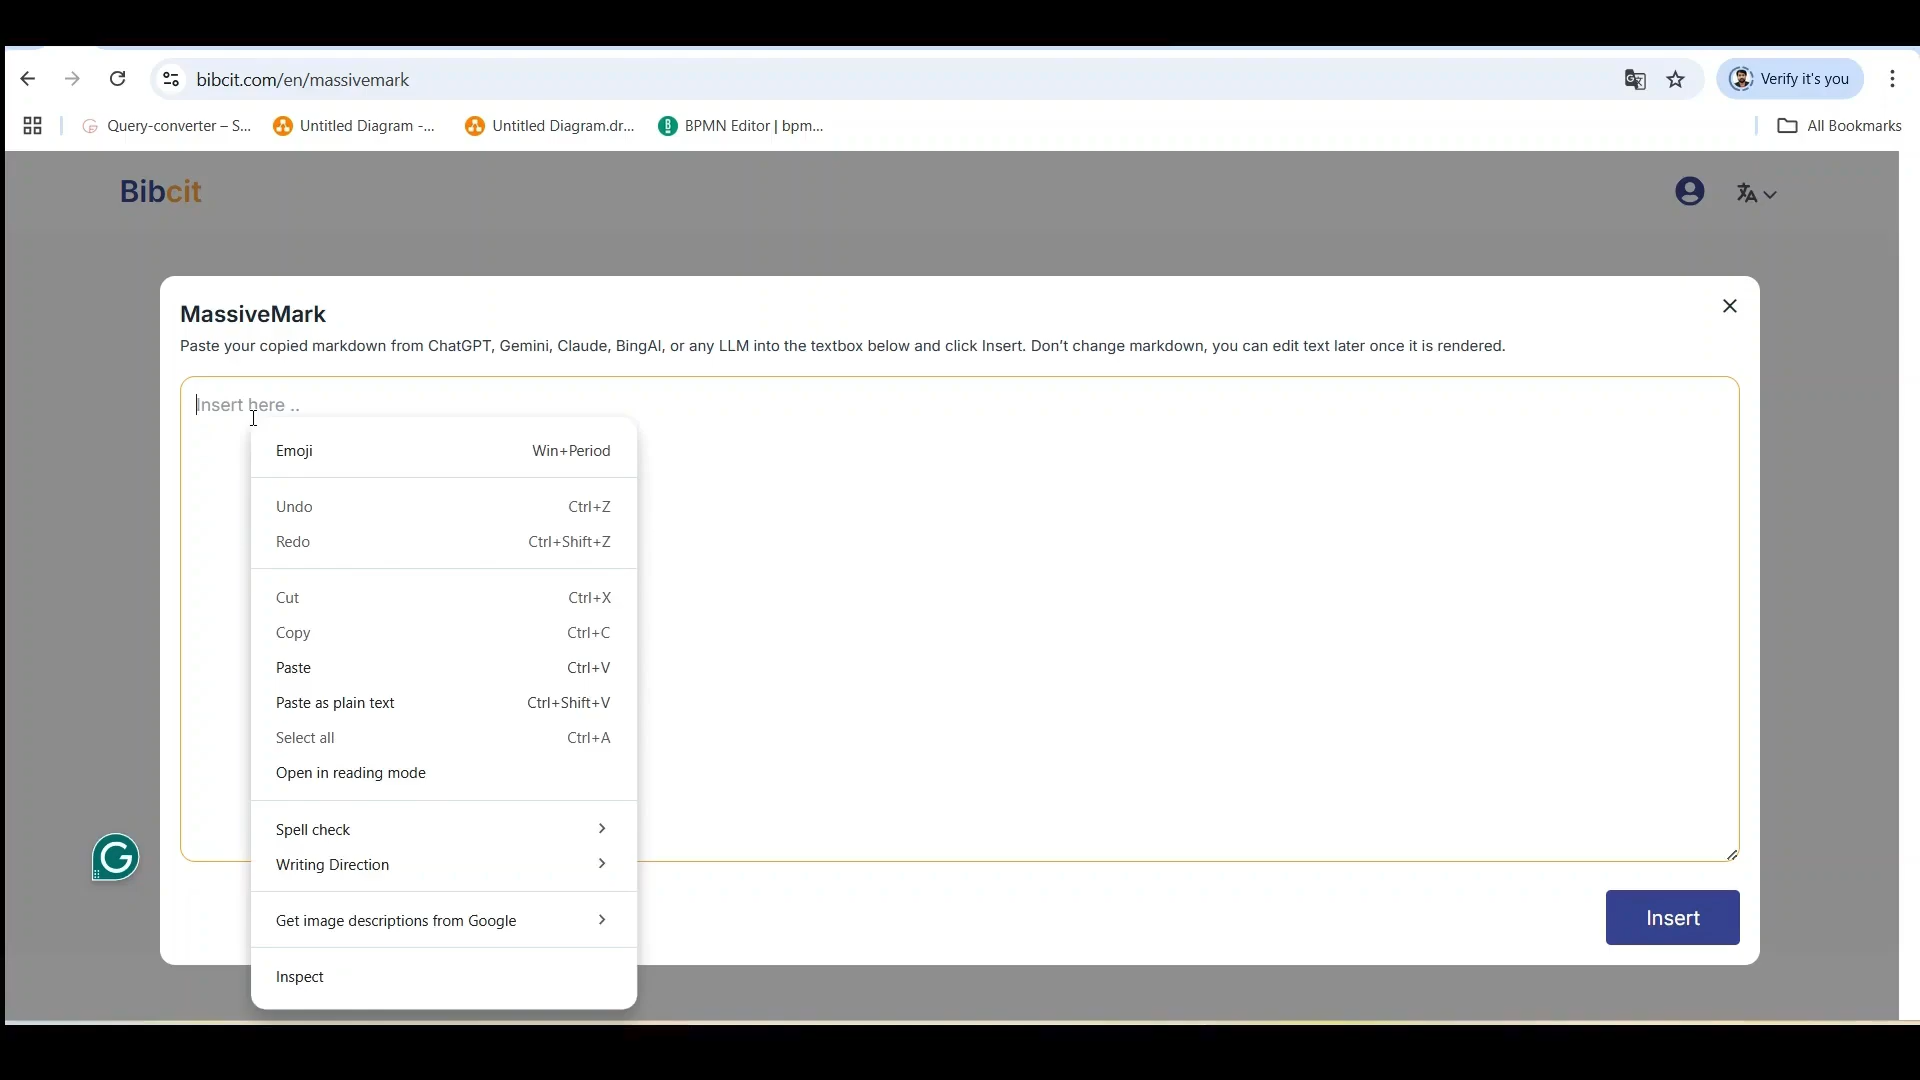 bibcit.com/en/massivemark
Verify it's you
Query-converter – S...
Untitled Diagram -...
Untitled Diagram.dr...
BPMN Editor | bpm...
All Bookmarks
Bibcit
MassiveMark
Paste your copied markdown from ChatGPT, Gemini, Claude, BingAI, or any LLM into the textbox below and click Insert. Don't change markdown, you can edit text later once it is rendered.
Insert here ..
Emoji Win+Period
Undo Ctrl+Z
Redo Ctrl+Shift+Z
Cut Ctrl+X
Copy Ctrl+C
Paste Ctrl+V
Paste as plain text Ctrl+Shift+V
Select all Ctrl+A
Open in reading mode
Spell check
Writing Direction
Get image descriptions from Google
Inspect
Insert